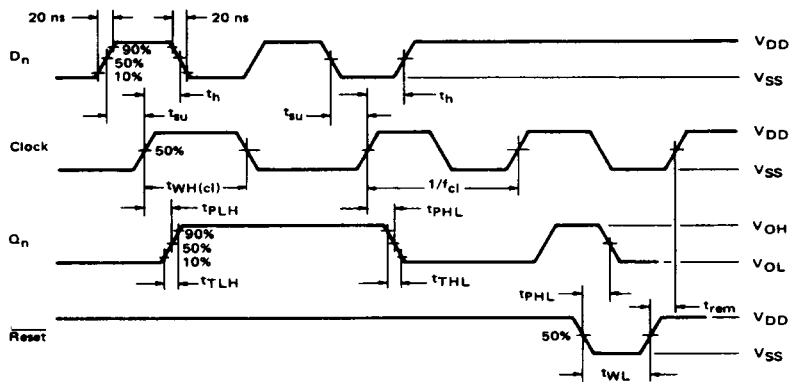 20 ns 20 ns
Dn 90% VDD
50%
10% VSS
th th
tsu tsu
Clock 50% VDD
VSS
tWH(cl) 1/fcl
tPLH tPHL
Qn 90% VOH
50%
10% VOL
tTLH tTHL tPHL trem
Reset VDD
50% VSS
tWL